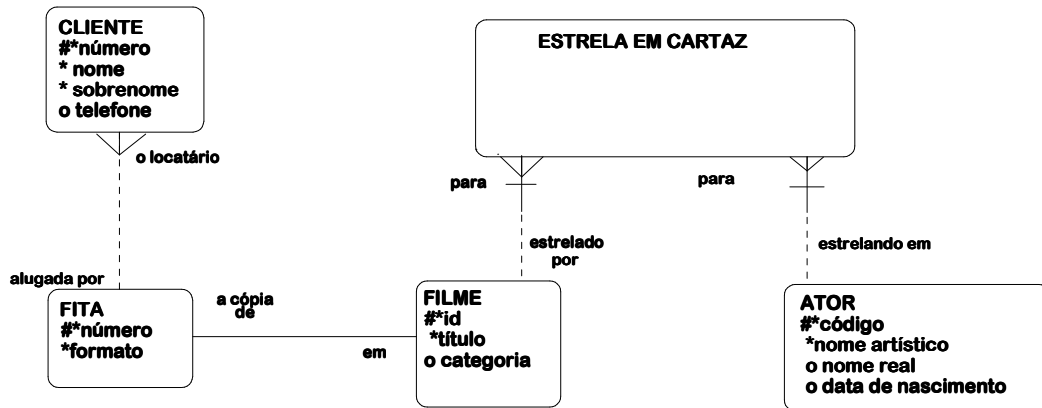 CLIENTE
#*número
* nome
* sobrenome
o telefone
ESTRELA EM CARTAZ
o locatário
para
para
estrelado
por
estrelando em
alugada por
FITA
#*número
*formato
a cópia
de
em
FILME
#*id
*título
o categoria
ATOR
#*código
*nome artístico
o nome real
o data de nascimento